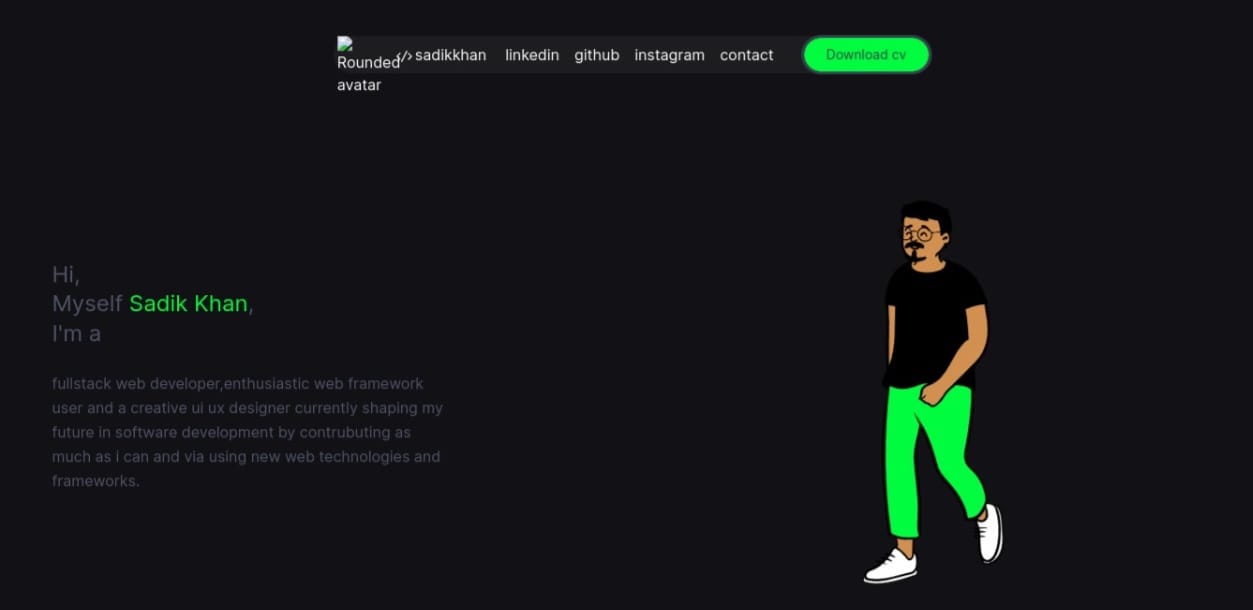 Rounded avatar
</> sadikkhan linkedin github instagram contact Download cv
Hi,
Myself Sadik Khan,
I'm a
fullstack web developer,enthusiastic web framework
user and a creative ui ux designer currently shaping my
future in software development by contrubuting as
much as i can and via using new web technologies and
frameworks.